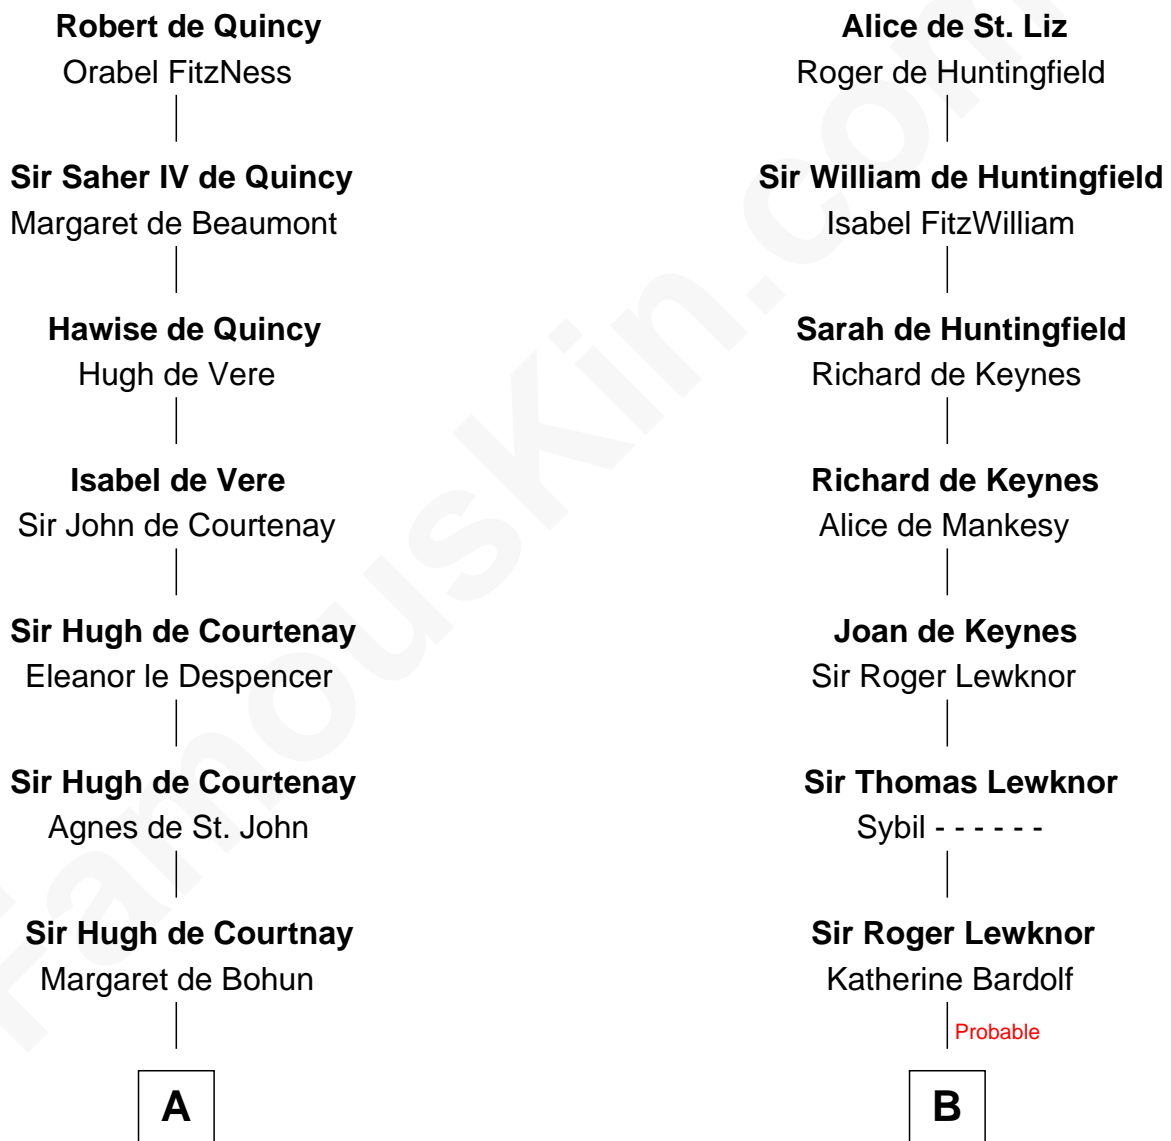 Robert de Quincy
Orabel FitzNess
Sir Saher IV de Quincy
Margaret de Beaumont
Hawise de Quincy
Hugh de Vere
Isabel de Vere
Sir John de Courtenay
Sir Hugh de Courtenay
Eleanor le Despencer
Sir Hugh de Courtenay
Agnes de St. John
Sir Hugh de Courtnay
Margaret de Bohun
A
Alice de St. Liz
Roger de Huntingfield
Sir William de Huntingfield
Isabel FitzWilliam
Sarah de Huntingfield
Richard de Keynes
Richard de Keynes
Alice de Mankesy
Joan de Keynes
Sir Roger Lewknor
Sir Thomas Lewknor
Sybil - - - - - -
Sir Roger Lewknor
Katherine Bardolf
Probable
B
FamousKin.com